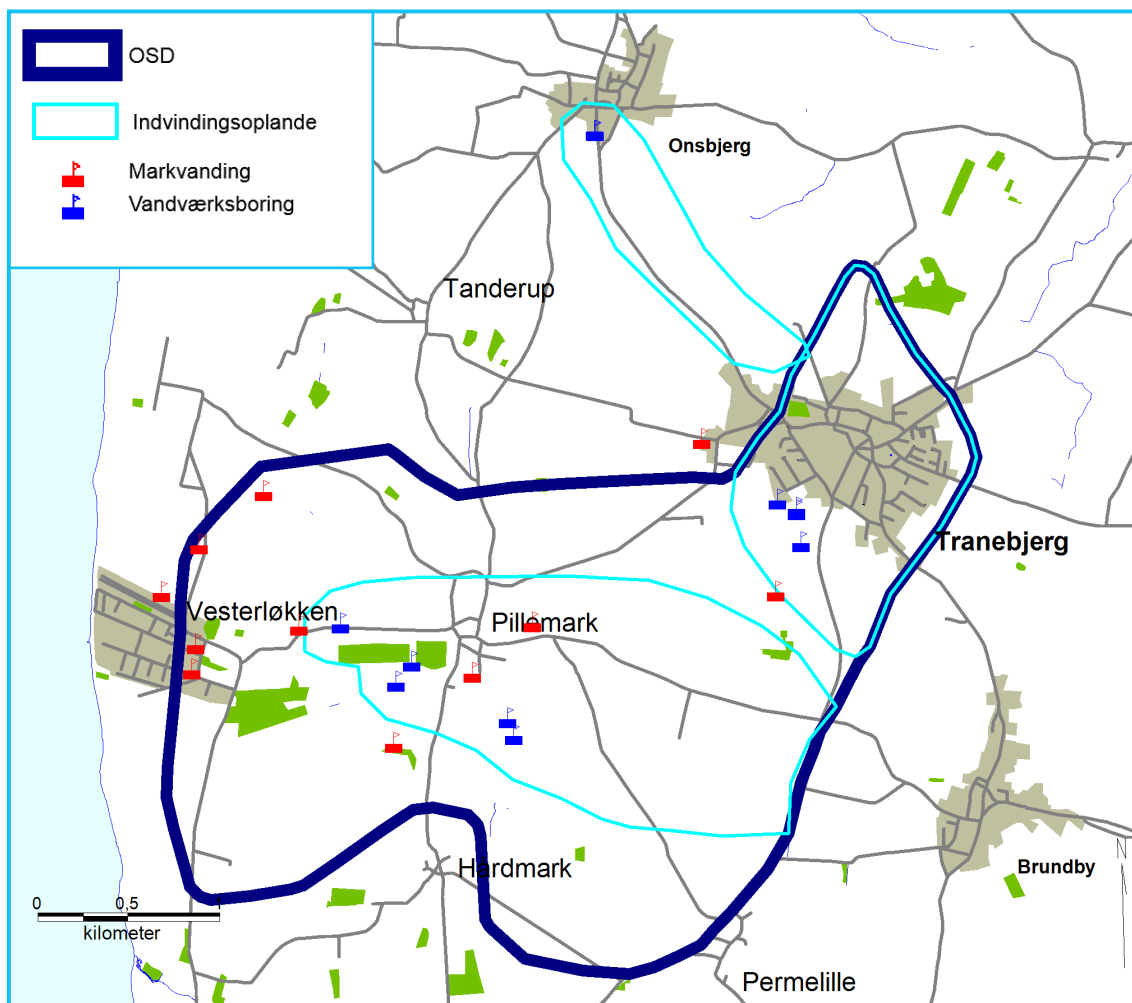 OSD
Indvindingsoplande
Markvanding
Vandværksboring
Onsbjerg
Tanderup
Tranebjerg
Vesterløkken
Pillemark
Hårdmark
Brundby
Permelille
0 0,5 1
kilometer
N